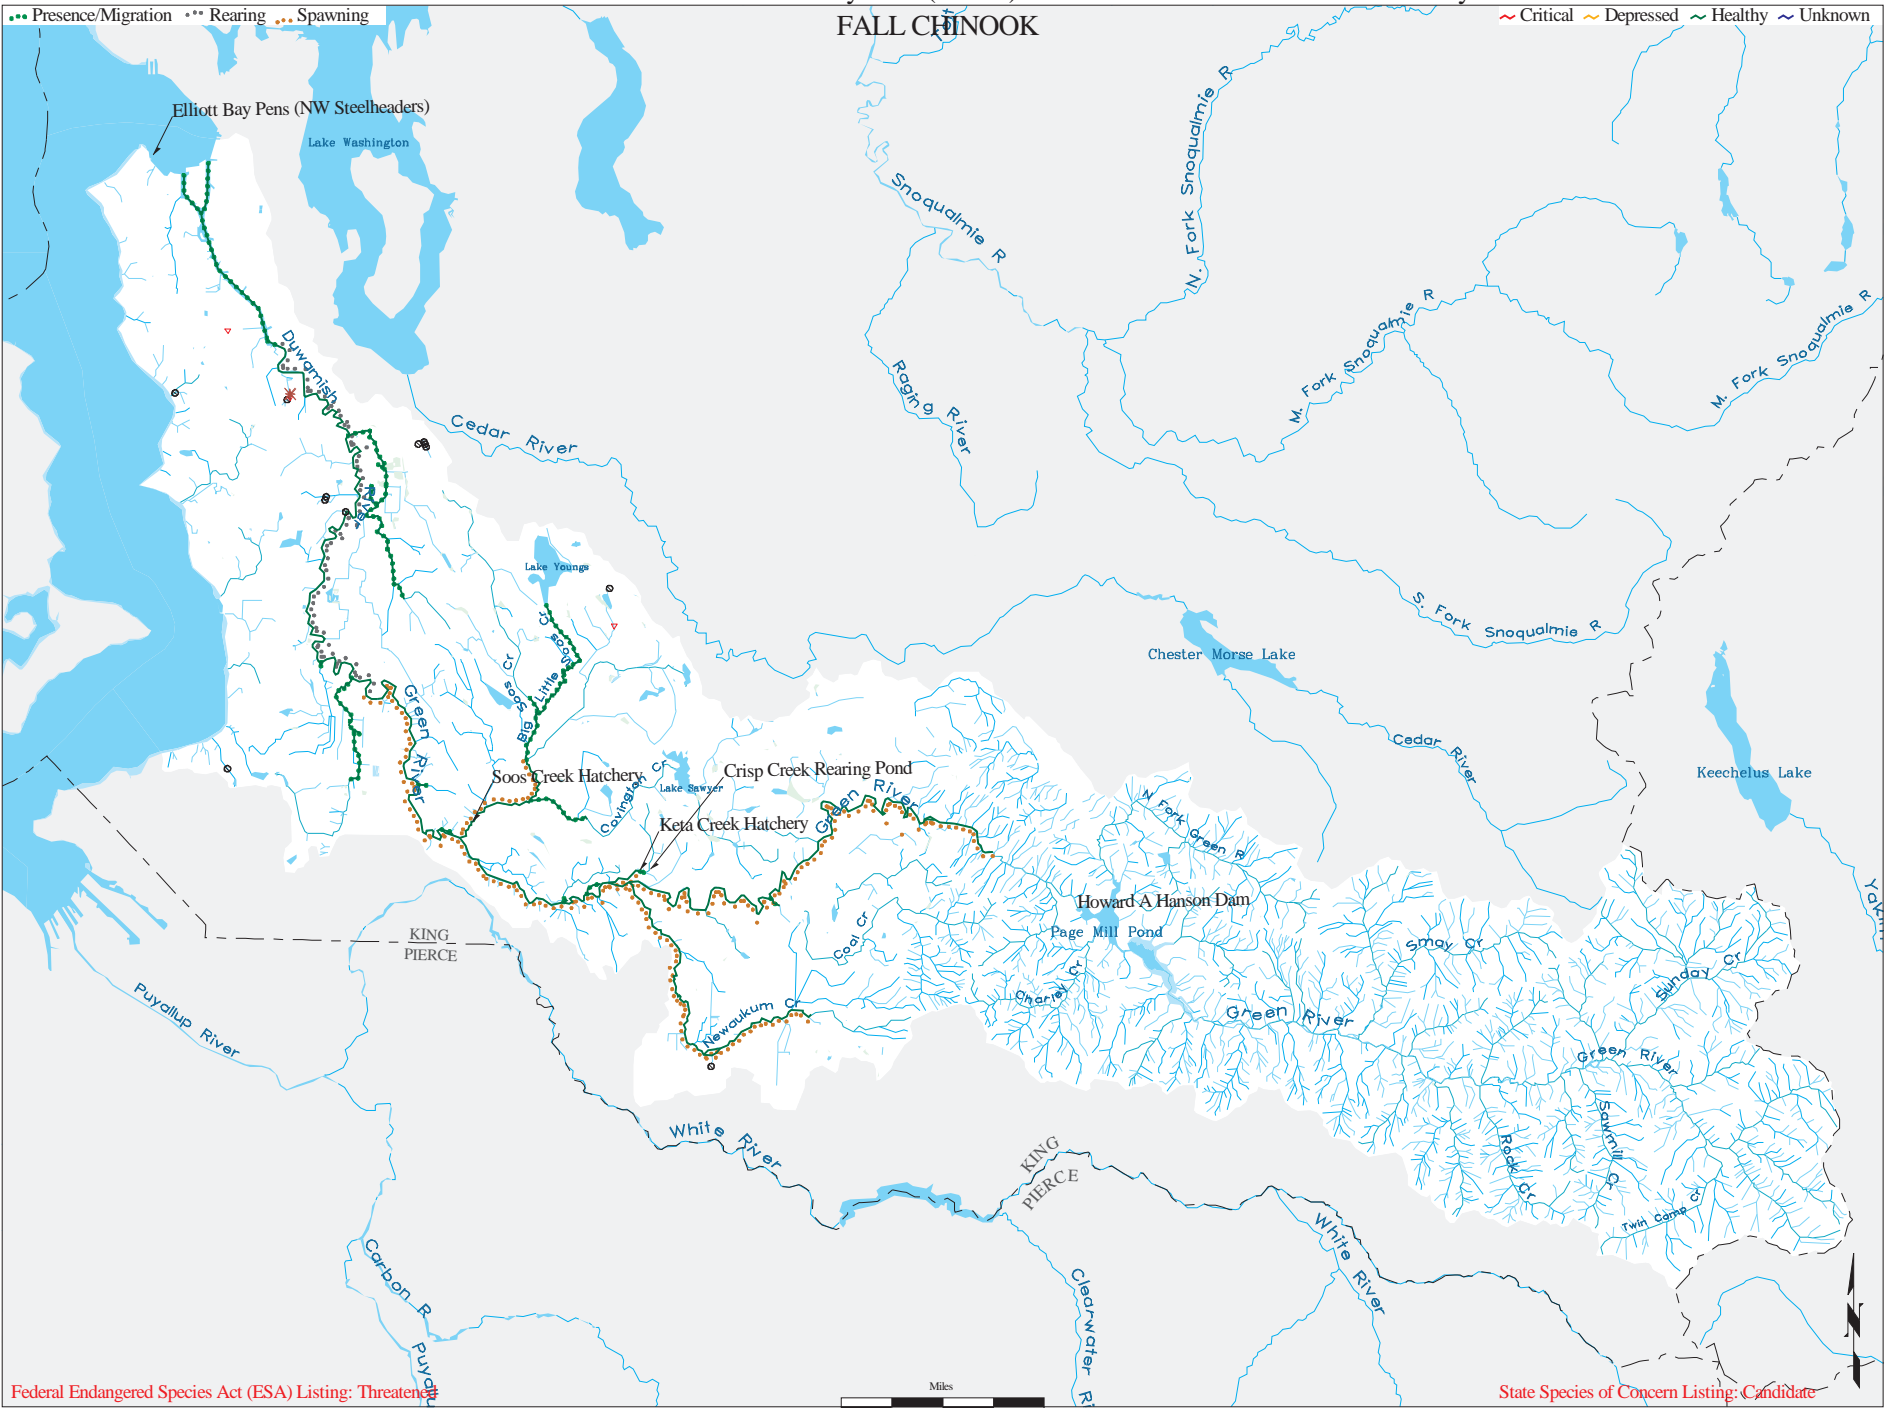 Presence/Migration Rearing Spawning
FALL CHINOOK
Critical Depressed Healthy Unknown
Elliott Bay Pens (NW Steelheaders)
Lake Washington
Snoqualmie R
N. Fork Snoqualmie R
M. Fork Snoqualmie R
M. Fork Snoqualmie R
Raging River
Duwamish
River
Cedar River
Lake Youngs
S. Fork Snoqualmie R
Chester Morse Lake
Little Soos Cr
Big Soos Cr
Green River
Cedar River
Keechelus Lake
Soos Creek Hatchery
Covington Cr
Lake Sawyer
Crisp Creek Rearing Pond
Keta Creek Hatchery
Green River
N Fork Green R
Howard A Hanson Dam
Page Mill Pond
Coal Cr
Charley Cr
Smay Cr
Sunday Cr
KING
PIERCE
Puyallup River
Newaukum Cr
Green River
Green River
Sawmill Cr
Rock Cr
Twin Camp Cr
White River
KING
PIERCE
White River
Carbon R
Clearwater Ri
Puyallu
Federal Endangered Species Act (ESA) Listing: Threatened
Miles
N
State Species of Concern Listing: Candidate